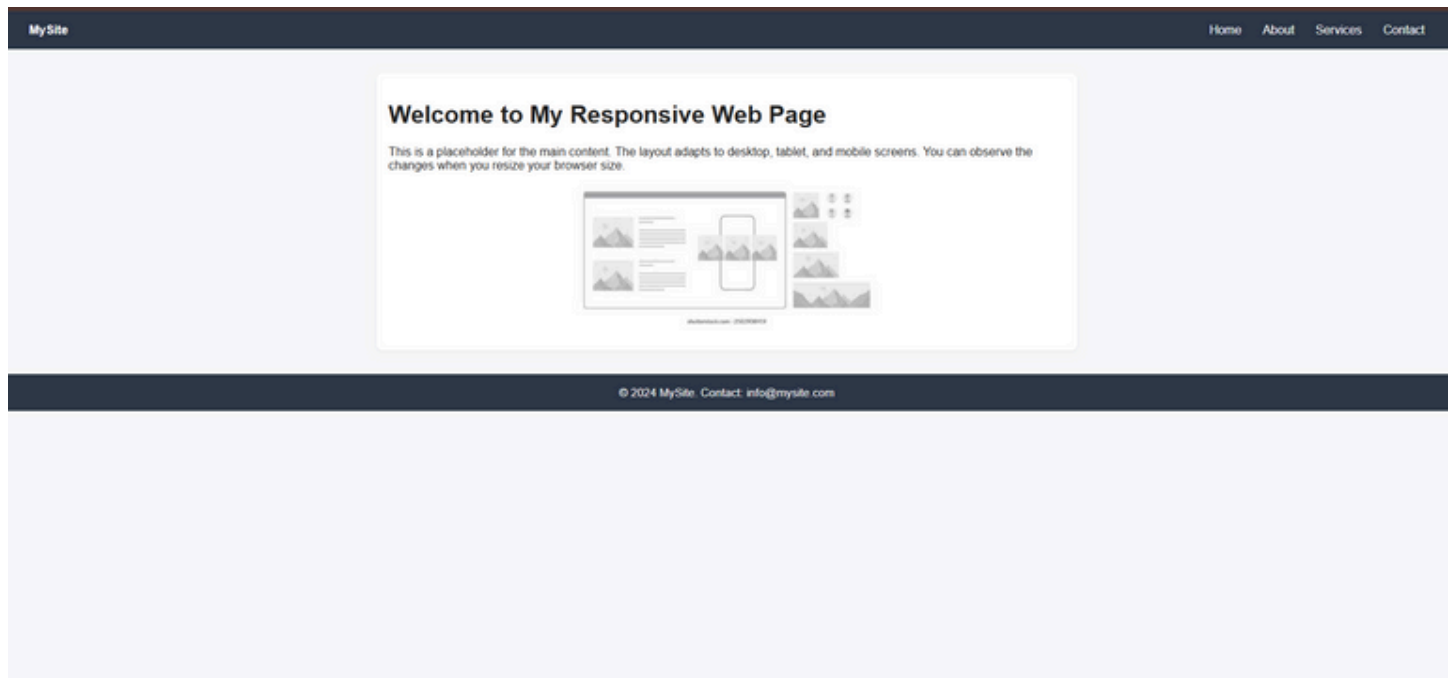 MySite
Home About Services Contact
Welcome to My Responsive Web Page
This is a placeholder for the main content. The layout adapts to desktop, tablet, and mobile screens. You can observe the
changes when you resize your browser size.
shutterstock.com
© 2024 MySite. Contact: info@mysite.com